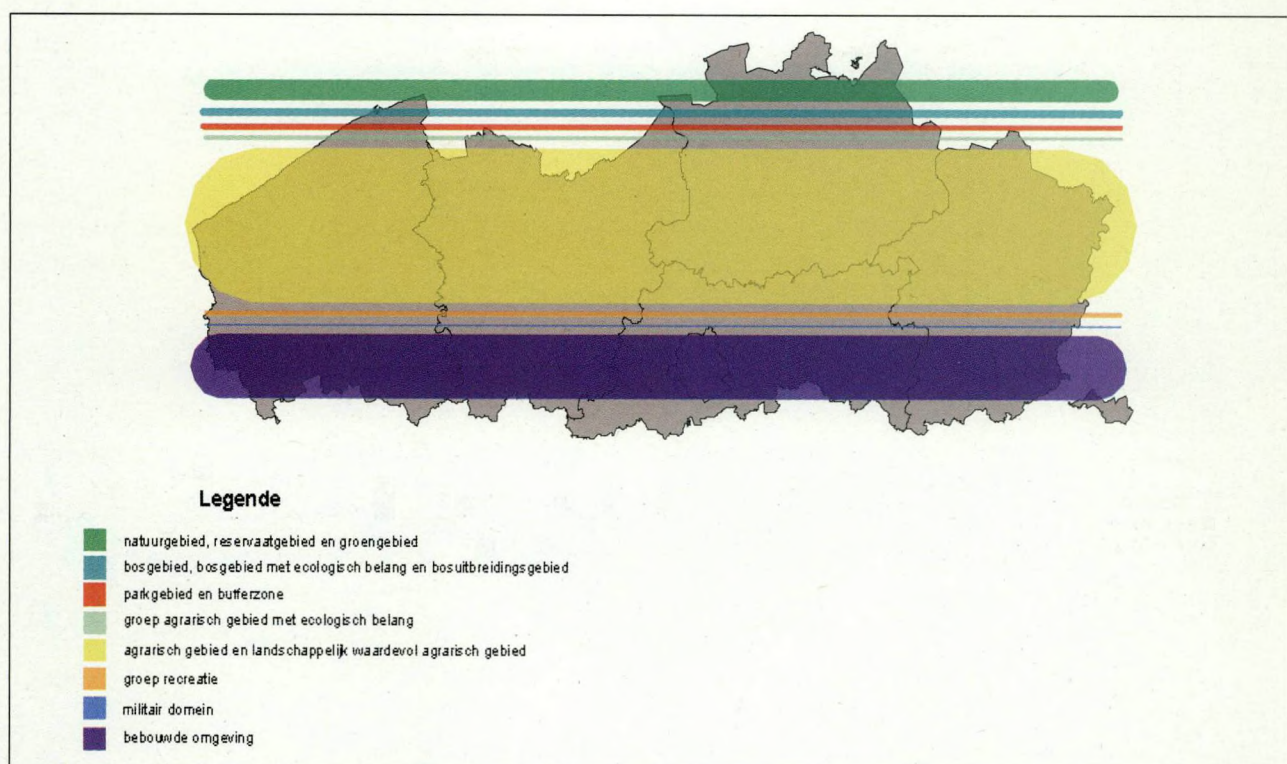 Legende
natuurgebied, reservaatgebied en groengebied
bosgebied, bosgebied met ecologisch belang en bosuitbreidingsgebied
parkgebied en bufferzone
groep agrarisch gebied met ecologisch belang
agrarisch gebied en landschappelijk waardevol agrarisch gebied
groep recreatie
militair domein
bebouwde omgeving